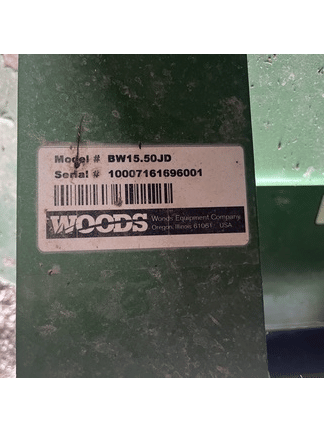 Model # BW15.50JD
Serial # 10007161696001
WOODS
Woods Equipment Company
Oregon, Illinois 61061 USA